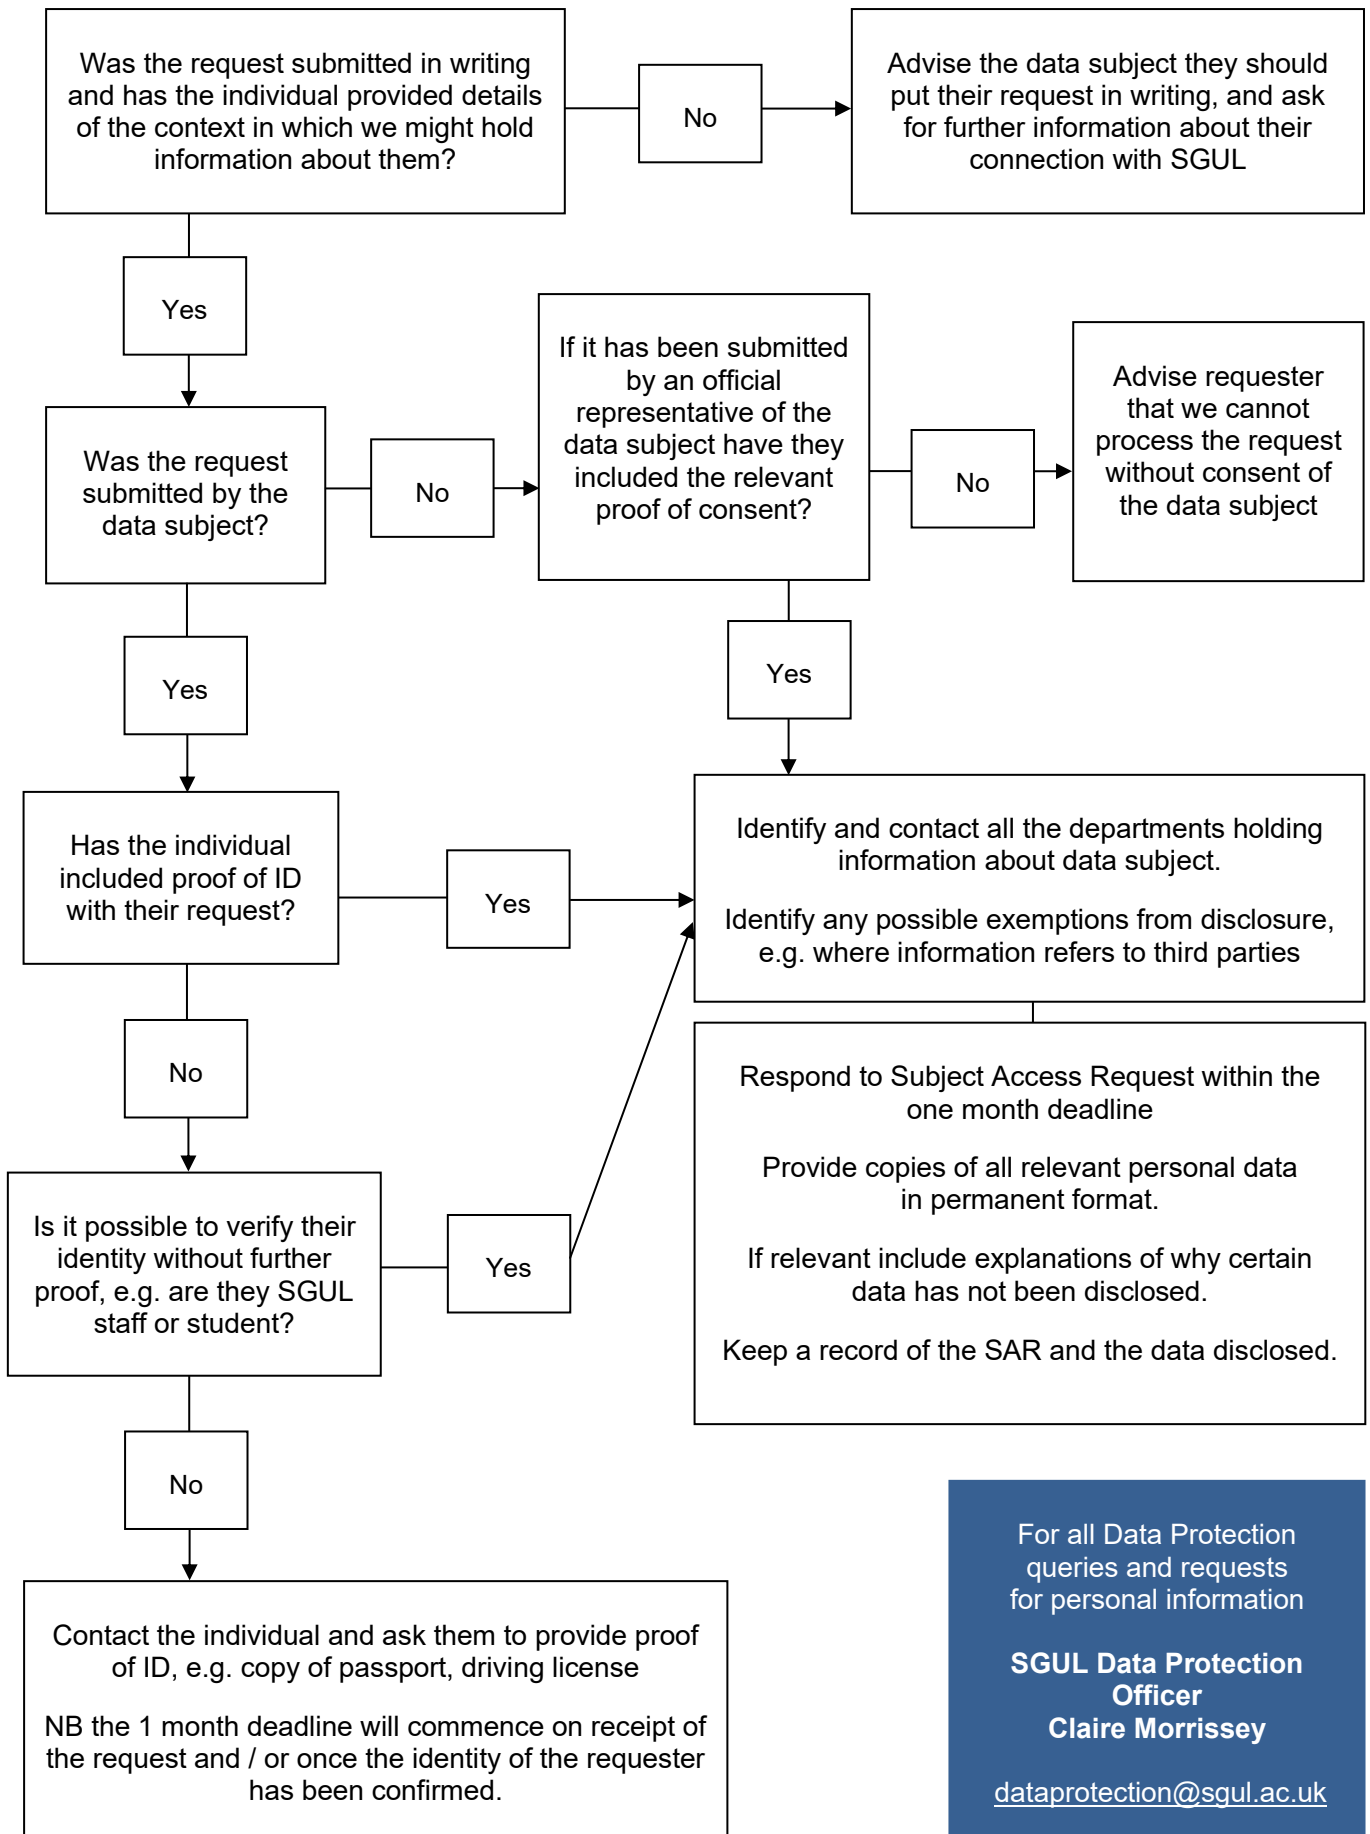 Was the request submitted in writing
and has the individual provided details
of the context in which we might hold
information about them?
No
Advise the data subject they should
put their request in writing, and ask
for further information about their
connection with SGUL
Yes
Was the request
submitted by the
data subject?
No
If it has been submitted
by an official
representative of the
data subject have they
included the relevant
proof of consent?
No
Advise requester
that we cannot
process the request
without consent of
the data subject
Yes
Yes
Has the individual
included proof of ID
with their request?
Yes
Identify and contact all the departments holding
information about data subject.
Identify any possible exemptions from disclosure,
e.g. where information refers to third parties
No
Respond to Subject Access Request within the
one month deadline
Provide copies of all relevant personal data
in permanent format.
If relevant include explanations of why certain
data has not been disclosed.
Keep a record of the SAR and the data disclosed.
Is it possible to verify their
identity without further
proof, e.g. are they SGUL
staff or student?
Yes
No
Contact the individual and ask them to provide proof
of ID, e.g. copy of passport, driving license
NB the 1 month deadline will commence on receipt of
the request and / or once the identity of the requester
has been confirmed.
For all Data Protection
queries and requests
for personal information
SGUL Data Protection
Officer
Claire Morrissey
dataprotection@sgul.ac.uk